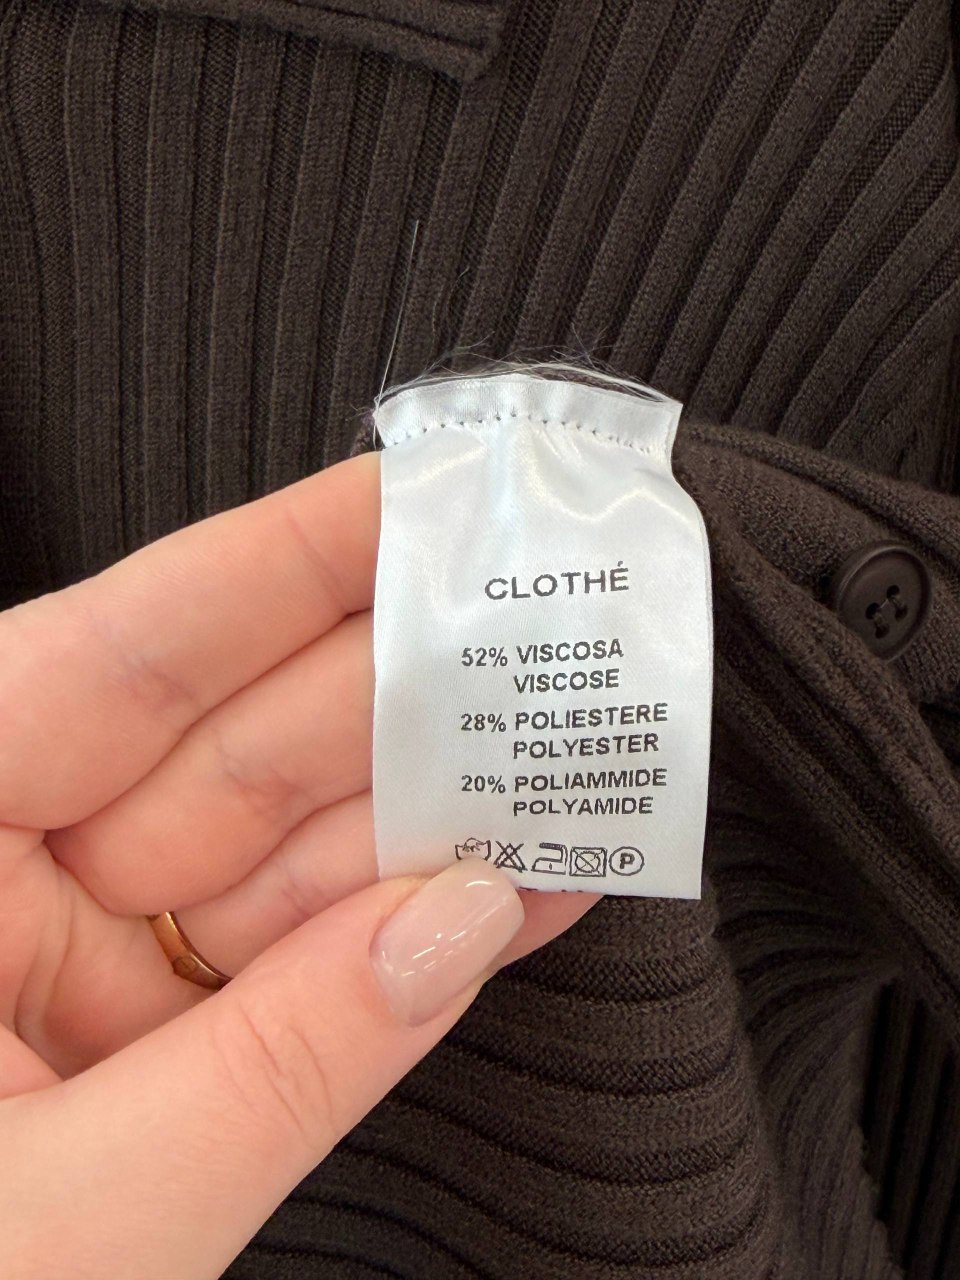 CLOTHÉ
52% VISCOSA
VISCOSE
28% POLIESTERE
POLYESTER
20% POLIAMMIDE
POLYAMIDE
P